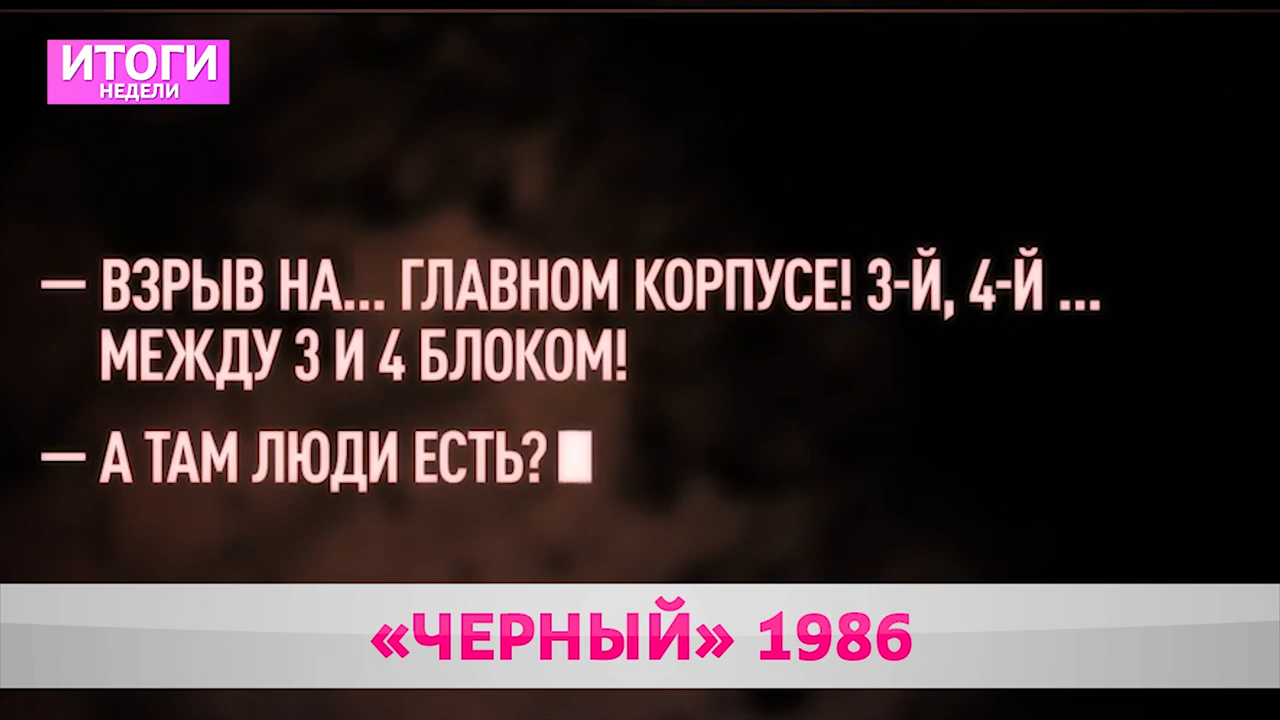 ИТОГИ
НЕДЕЛИ
— ВЗРЫВ НА... ГЛАВНОМ КОРПУСЕ! 3-Й, 4-Й ...
МЕЖДУ 3 И 4 БЛОКОМ!
— А ТАМ ЛЮДИ ЕСТЬ?
«ЧЕРНЫЙ» 1986